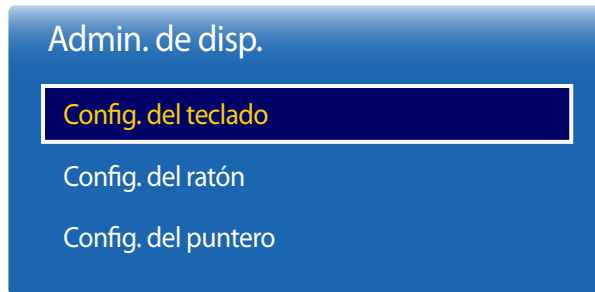 Admin. de disp.
Config. del teclado
Config. del ratón
Config. del puntero